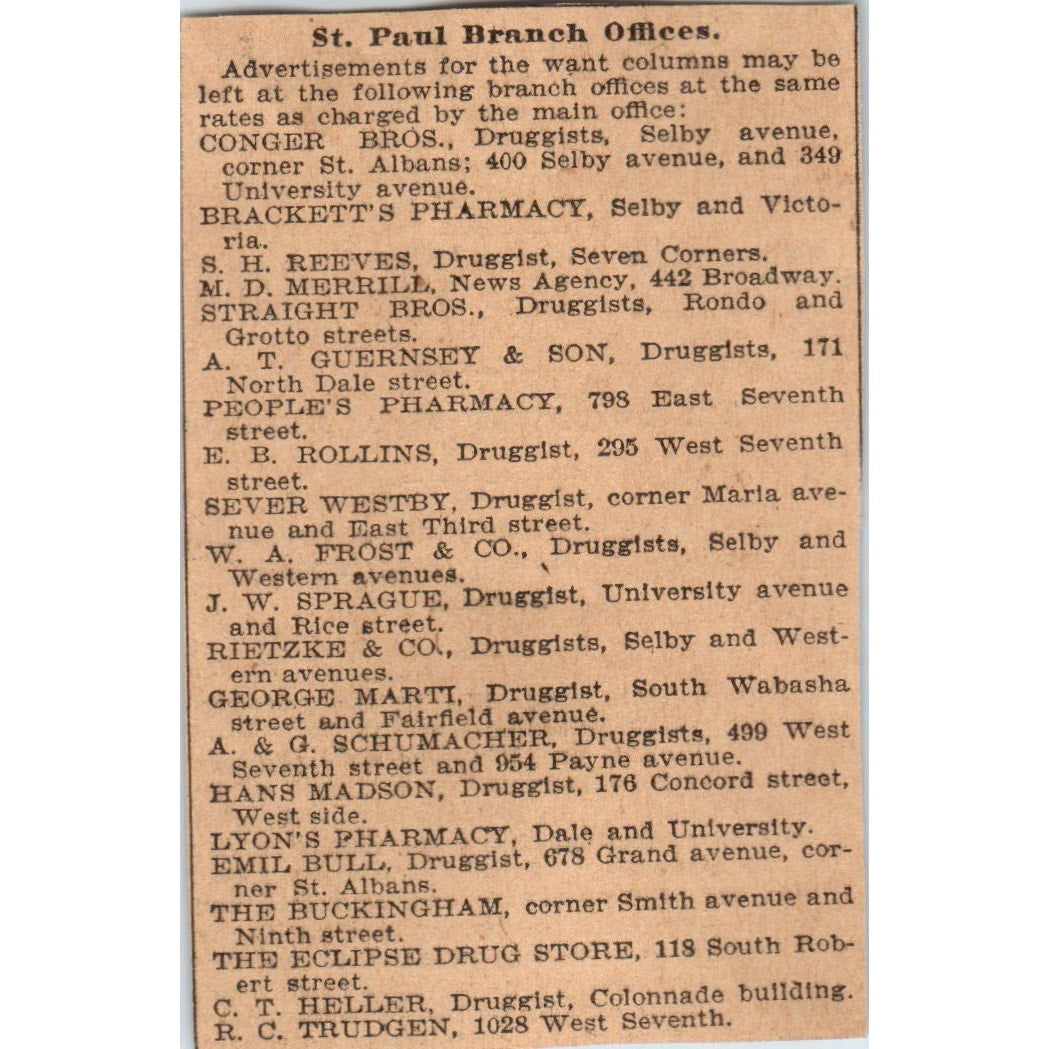 St. Paul Branch Offices.
Advertisements for the want columns may be
left at the following branch offices at the same
rates as charged by the main office:
CONGER BROS., Druggists, Selby avenue,
corner St. Albans; 400 Selby avenue, and 349
University avenue.
BRACKETT'S PHARMACY, Selby and Victo-
ria.
S. H. REEVES, Druggist, Seven Corners.
M. D. MERRILL, News Agency, 442 Broadway.
STRAIGHT BROS., Druggists, Rondo and
Grotto streets.
A. T. GUERNSEY & SON, Druggists, 171
North Dale street.
PEOPLE'S PHARMACY, 798 East Seventh
street.
E. B. ROLLINS, Druggist, 295 West Seventh
street.
SEVER WESTBY, Druggist, corner Maria ave-
nue and East Third street.
W. A. FROST & CO., Druggists, Selby and
Western avenues.
J. W. SPRAGUE, Druggist, University avenue
and Rice street.
RIETZKE & CO., Druggists, Selby and West-
ern avenues.
GEORGE MARTI, Druggist, South Wabasha
street and Fairfield avenue.
A. & G. SCHUMACHER, Druggists, 499 West
Seventh street and 954 Payne avenue.
HANS MADSON, Druggist, 176 Concord street,
West side.
LYON'S PHARMACY, Dale and University.
EMIL BULL, Druggist, 678 Grand avenue, cor-
ner St. Albans.
THE BUCKINGHAM, corner Smith avenue and
Ninth street.
THE ECLIPSE DRUG STORE, 118 South Rob-
ert street.
C. T. HELLER, Druggist, Colonnade building.
R. C. TRUDGEN, 1028 West Seventh.